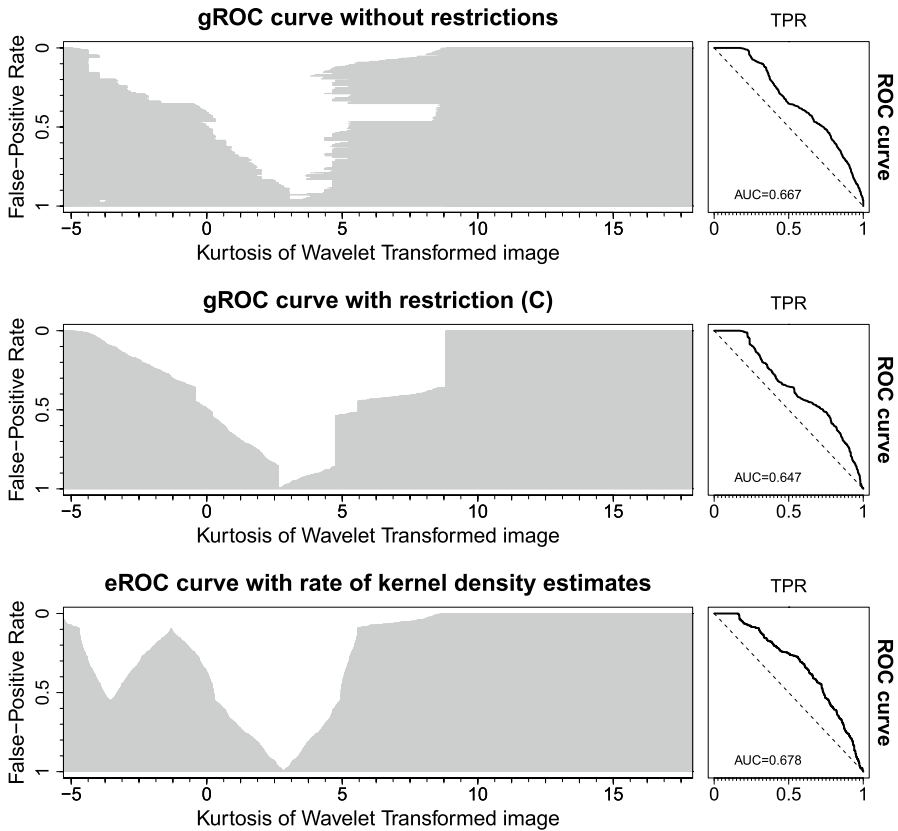 gROC curve without restrictions
TPR
False−Positive Rate
0
0.5
1
−5 0 5 10 15
Kurtosis of Wavelet Transformed image
AUC=0.667
0 0.5 1
ROC curve
gROC curve with restriction (C)
TPR
False−Positive Rate
0
0.5
1
−5 0 5 10 15
Kurtosis of Wavelet Transformed image
AUC=0.647
0 0.5 1
ROC curve
eROC curve with rate of kernel density estimates
TPR
False−Positive Rate
0
0.5
1
−5 0 5 10 15
Kurtosis of Wavelet Transformed image
AUC=0.678
0 0.5 1
ROC curve